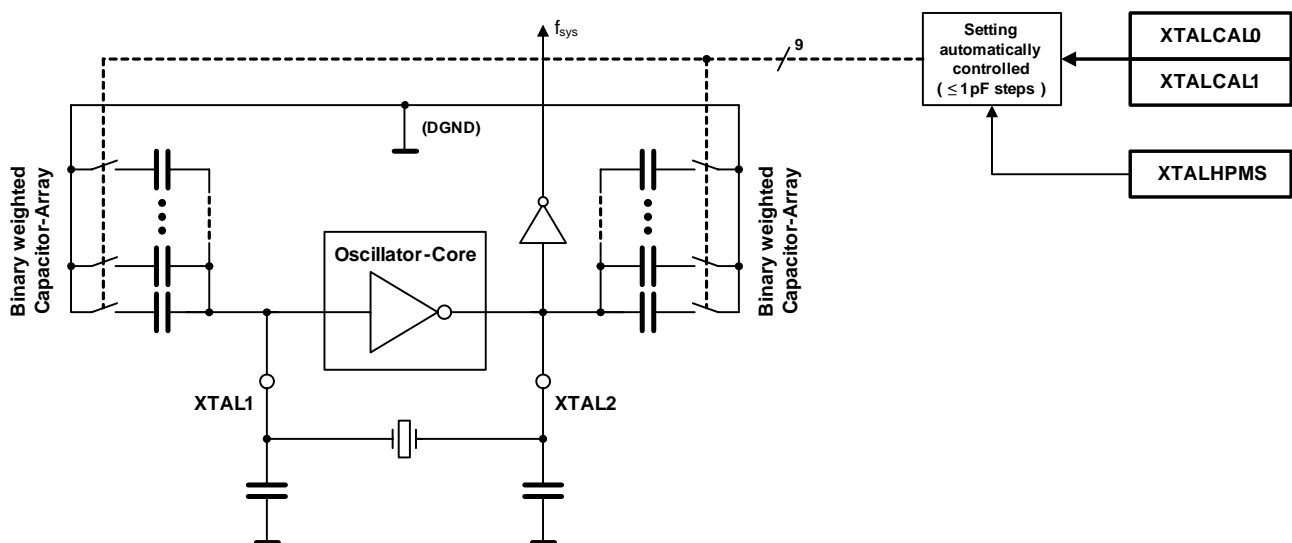 f_sys
9
Setting
automatically
controlled
( ≤ 1pF steps )
XTALCAL0
XTALCAL1
XTALHPMS
(DGND)
Binary weighted
Capacitor-Array
Oscillator-Core
Binary weighted
Capacitor-Array
XTAL1
XTAL2